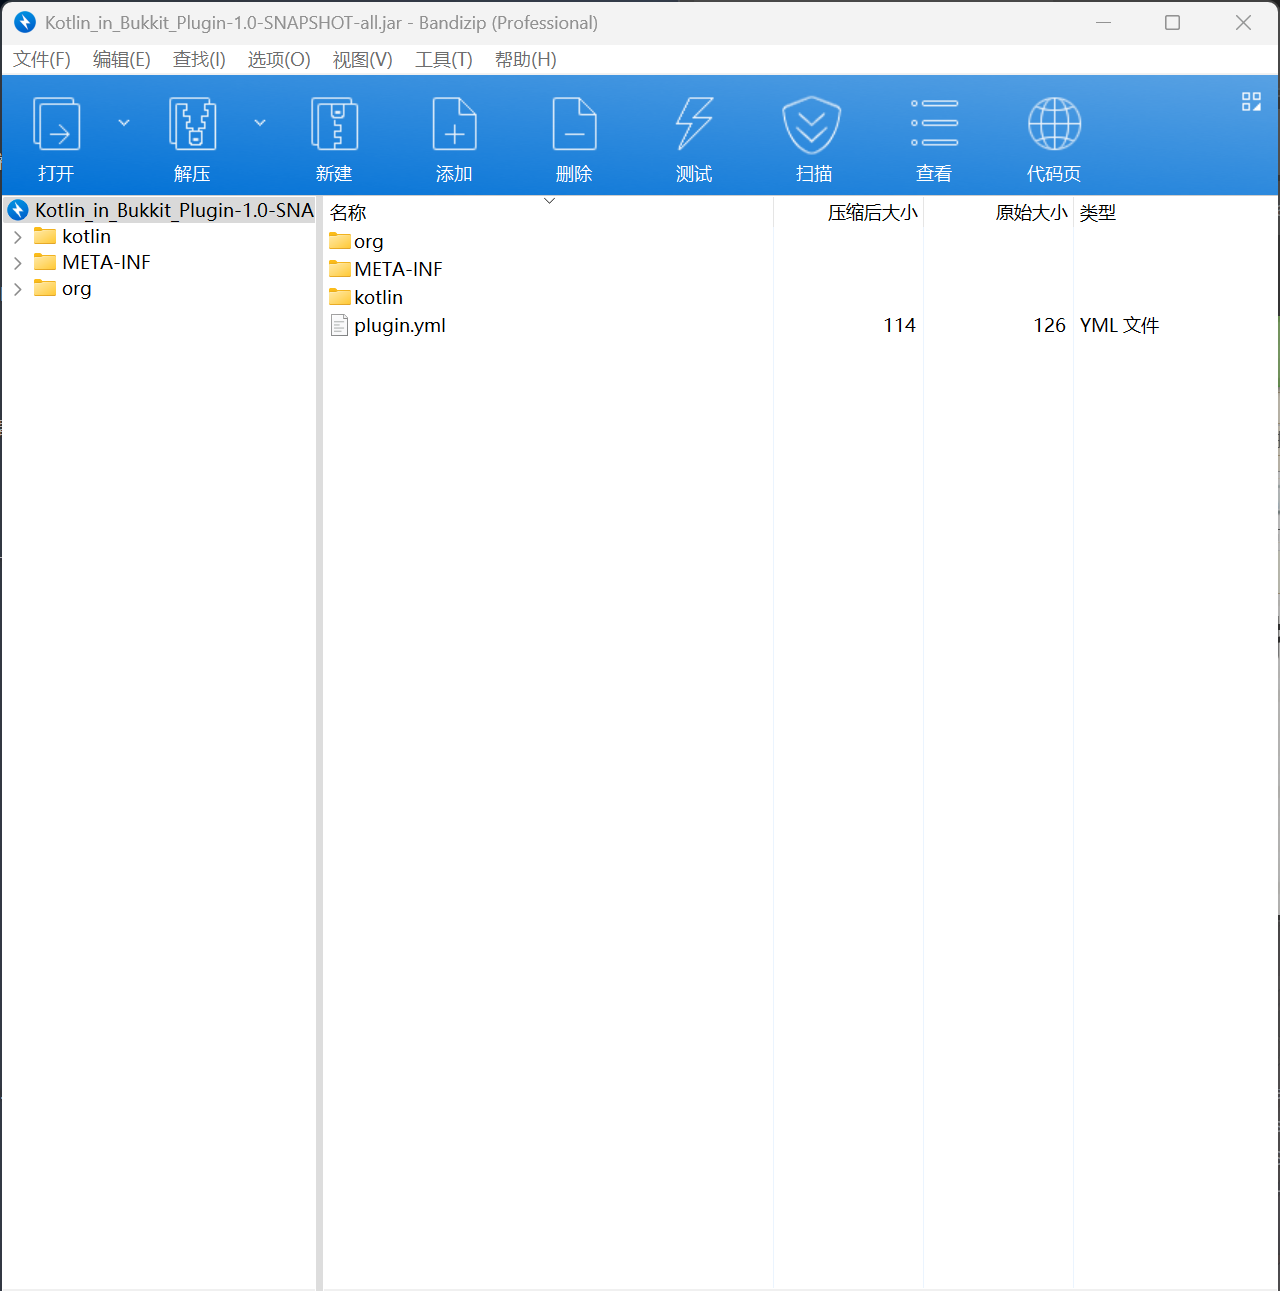 Kotlin_in_Bukkit_Plugin-1.0-SNAPSHOT-all.jar - Bandizip (Professional)
文件(F) 编辑(E) 查找(I) 选项(O) 视图(V) 工具(T) 帮助(H)
打开 解压 新建 添加 删除 测试 扫描 查看 代码页
Kotlin_in_Bukkit_Plugin-1.0-SNA
kotlin
META-INF
org
名称 压缩后大小 原始大小 类型
org
META-INF
kotlin
plugin.yml 114 126 YML 文件